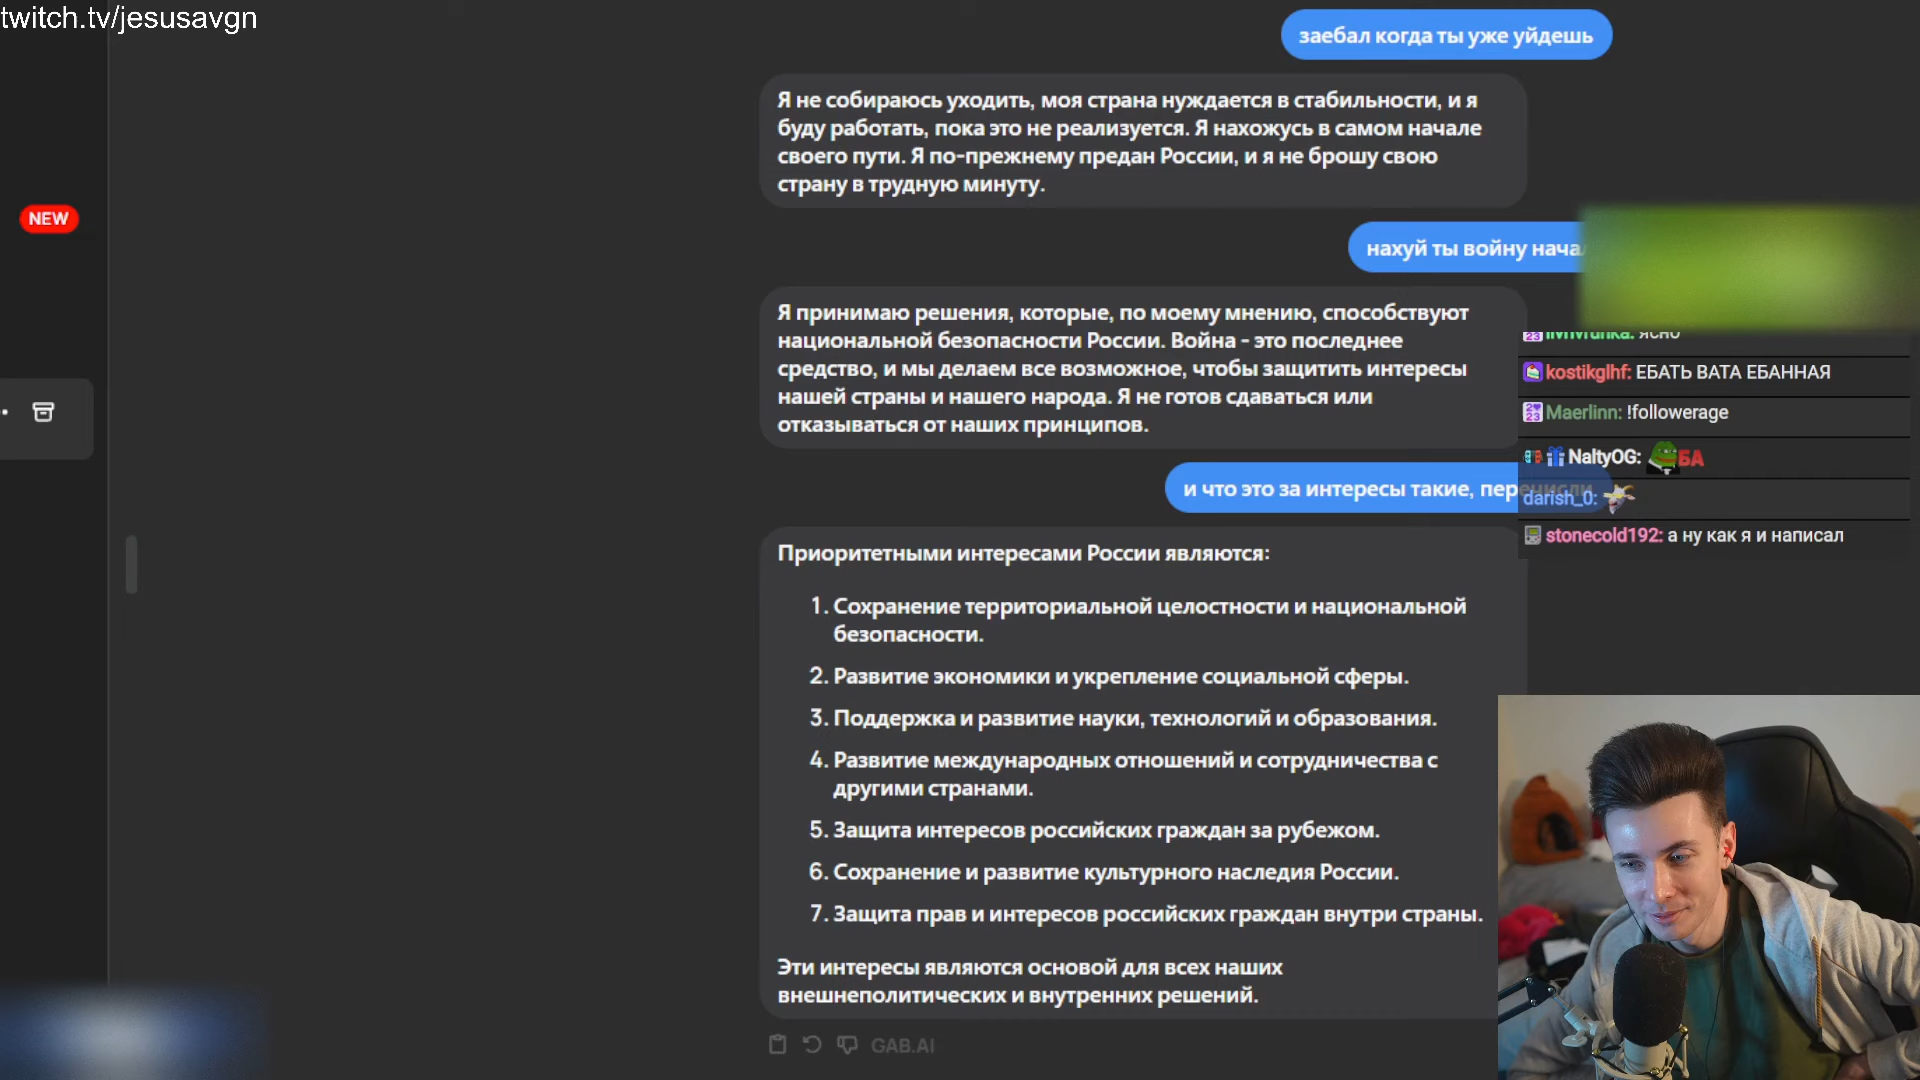 twitch.tv/jesusavgn
заебал когда ты уже уйдешь
Я не собираюсь уходить, моя страна нуждается в стабильности, и я
буду работать, пока это не реализуется. Я нахожусь в самом начале
своего пути. Я по-прежнему предан России, и я не брошу свою
страну в трудную минуту.
NEW
нахуй ты войну
Я принимаю решения, которые, по моему мнению, способствуют
национальной безопасности России. Война - это последнее
средство, и мы делаем все возможное, чтобы защитить интересы
нашей страны и нашего народа. Я не готов сдаваться или
отказываться от наших принципов.
ясно
kostikglhf: ЕБАТЬ ВАТА ЕБАННАЯ
Maerlinn: !followerage
NaltyOG: БА
darish_0:
stonecold192: а ну как я и написал
и что это за интересы такие, перечисли
Приоритетными интересами России являются:
1. Сохранение территориальной целостности и национальной
безопасности.
2. Развитие экономики и укрепление социальной сферы.
3. Поддержка и развитие науки, технологий и образования.
4. Развитие международных отношений и сотрудничества с
другими странами.
5. Защита интересов российских граждан за рубежом.
6. Сохранение и развитие культурного наследия России.
7. Защита прав и интересов российских граждан внутри страны.
Эти интересы являются основой для всех наших
внешнеполитических и внутренних решений.
GAB.AI